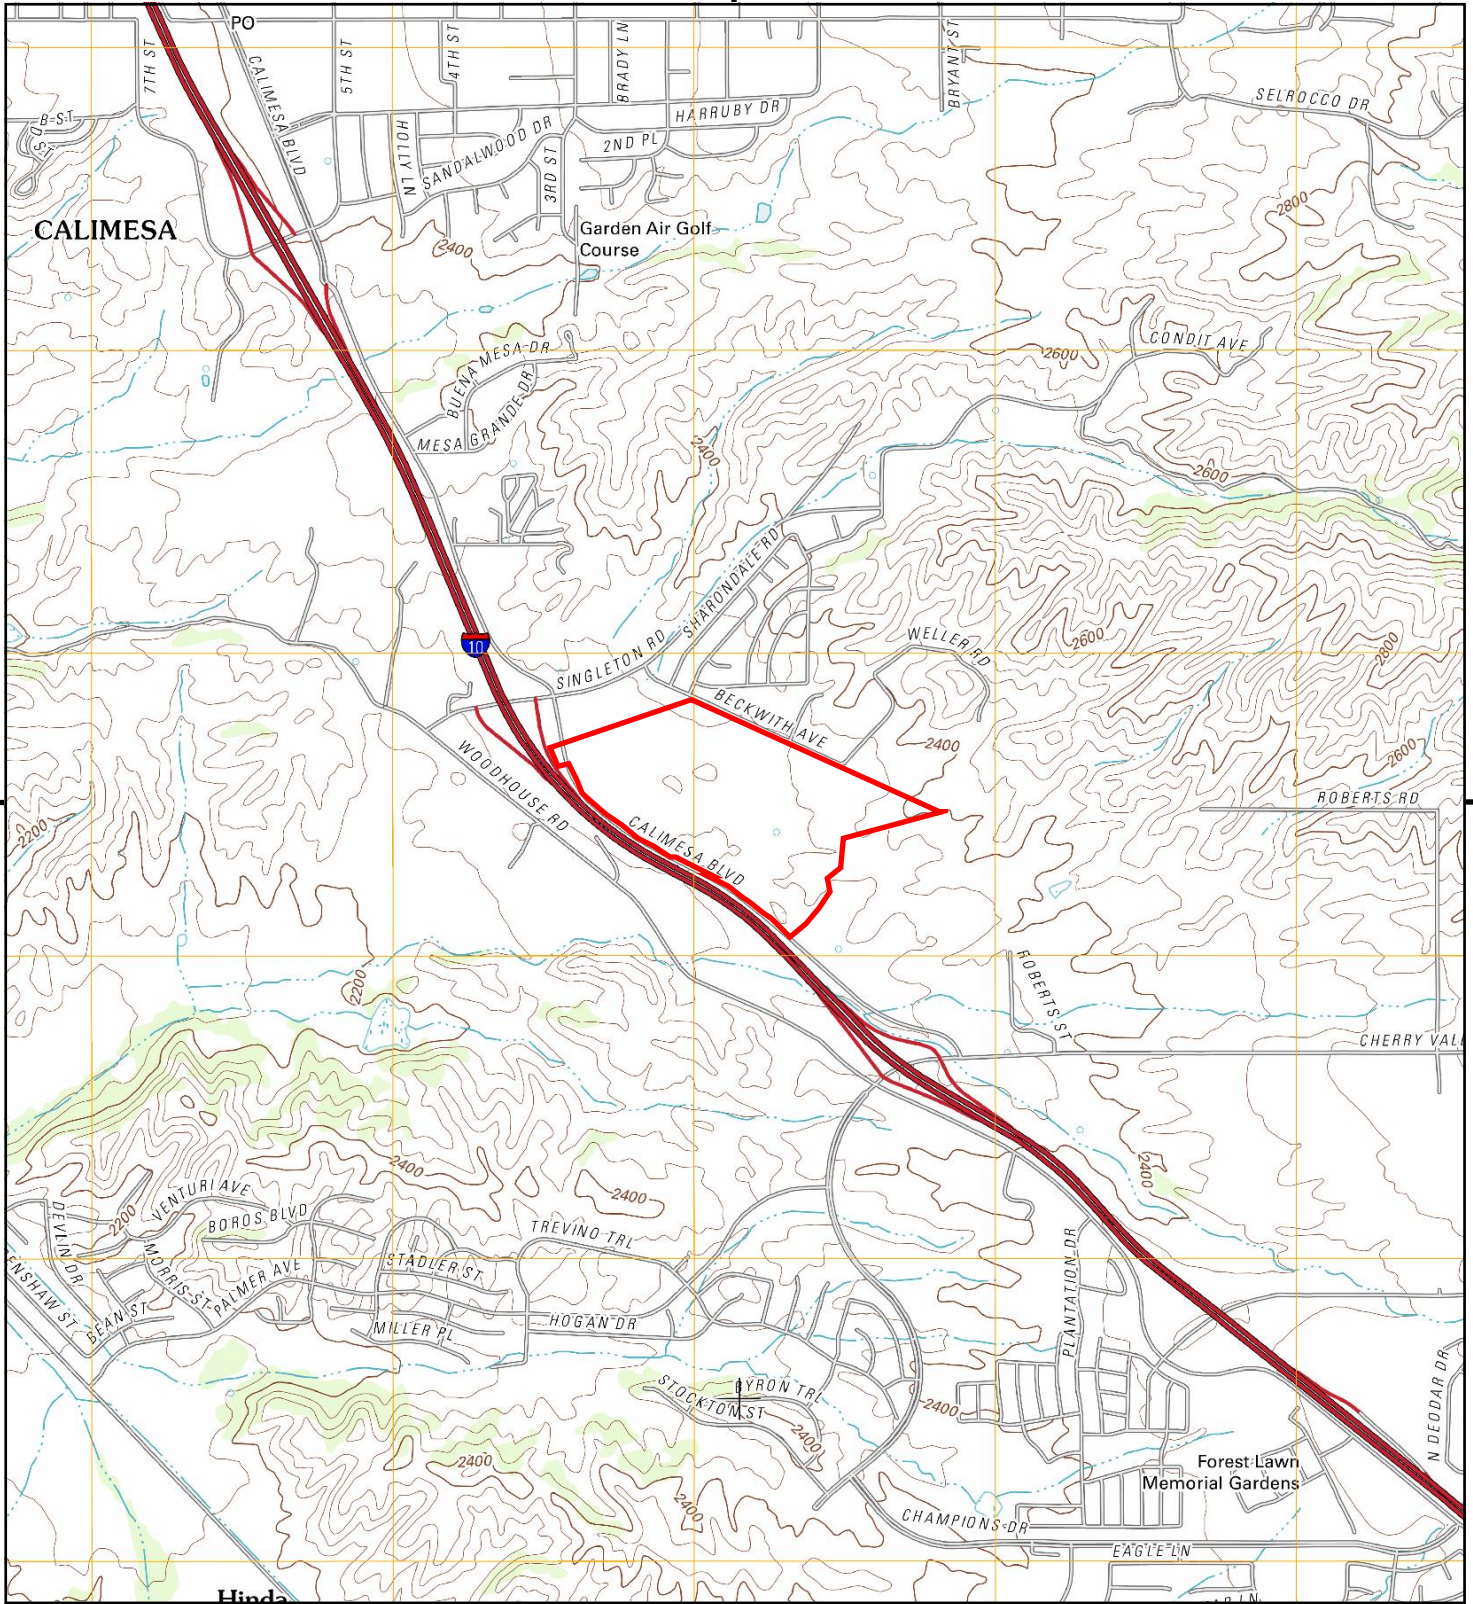 PO
7TH ST
CALIMESA BLVD
5TH ST
4TH ST
BRADY LN
BRYANT ST
SELROCCO DR
HARRUBY DR
B ST
D ST
HOLLY LN
SANDALWOOD DR
2ND PL
3RD ST
2800
CALIMESA
Garden Air Golf
Course
2400
BUENA MESA DR
MESA GRANDE DR
2600
CONDIT AVE
2400
2600
SHARONDALE RD
10
SINGLETON RD
WELLER RD
2600
2800
BECKWITH AVE
2400
2600
WOODHOUSE RD
ROBERTS RD
2200
CALIMESA BLVD
2200
ROBERTS ST
CHERRY VAL
2400
2400
2400
DEVLIN DR
2200
VENTURI AVE
BOROS BLVD
TREVINO TRL
STADLER ST
MORRIS ST
PALMER AVE
ENSHAW ST
BEAN ST
MILLER PL
HOGAN DR
PLANTATION DR
BYRON TRL
STOCKTON ST
2400
2400
N DEODAR DR
2400
Forest Lawn
Memorial Gardens
2400
CHAMPIONS DR
EAGLE LN
Hinda